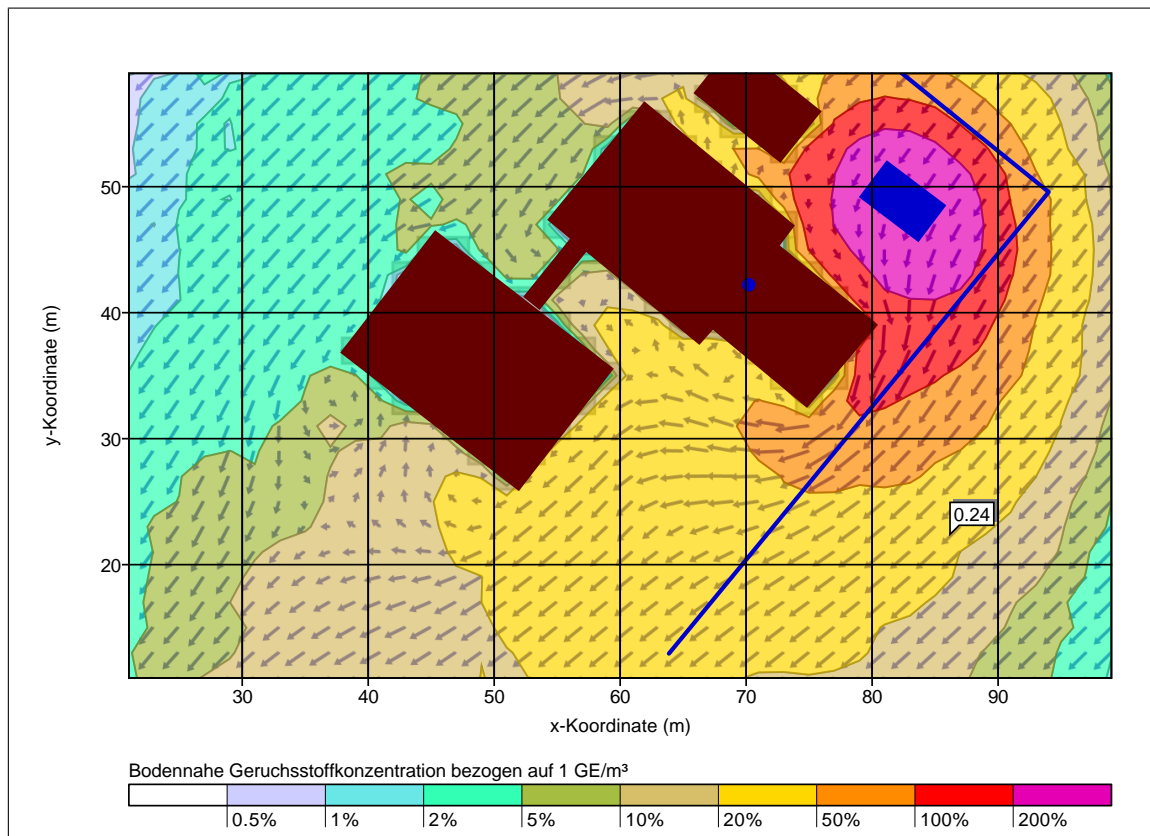 50
40
30
20
y-Koordinate (m)
0.24
30 40 50 60 70 80 90
x-Koordinate (m)
Bodennahe Geruchsstoffkonzentration bezogen auf 1 GE/m³
0.5% 1% 2% 5% 10% 20% 50% 100% 200%